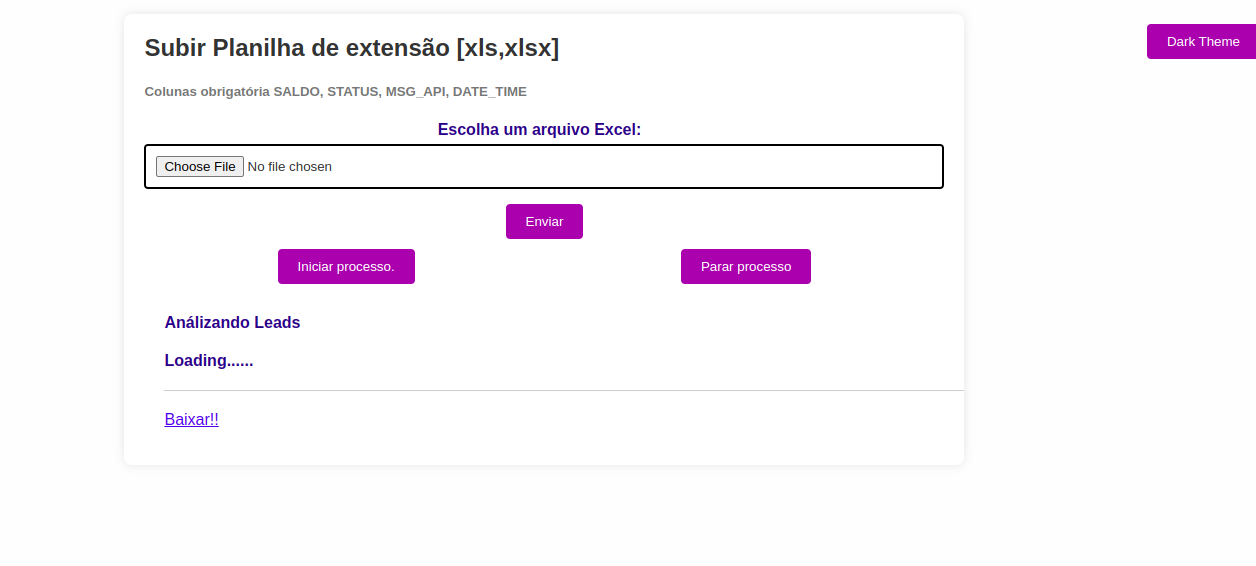 Subir Planilha de extensão [xls,xlsx]
Dark Theme
Colunas obrigatória SALDO, STATUS, MSG_API, DATE_TIME
Escolha um arquivo Excel:
Choose File No file chosen
Enviar
Iniciar processo.
Parar processo
Análizando Leads
Loading......
Baixar!!